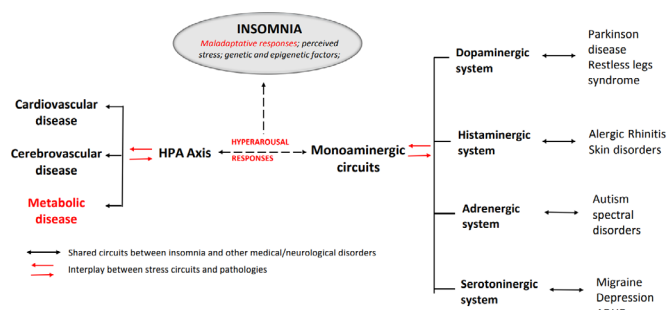 INSOMNIA
Maladaptative responses; perceived
stress; genetic and epigenetic factors;
Cardiovascular
disease
Cerebrovascular
disease
Metabolic
disease
HPA Axis
HYPERAROUSAL
RESPONSES
Monoaminergic
circuits
Dopaminergic
system
Parkinson
disease
Restless legs
syndrome
Histaminergic
system
Alergic Rhinitis
Skin disorders
Adrenergic
system
Autism
spectral
disorders
Serotoninergic
system
Migraine
Depression
Shared circuits between insomnia and other medical/neurological disorders
Interplay between stress circuits and pathologies